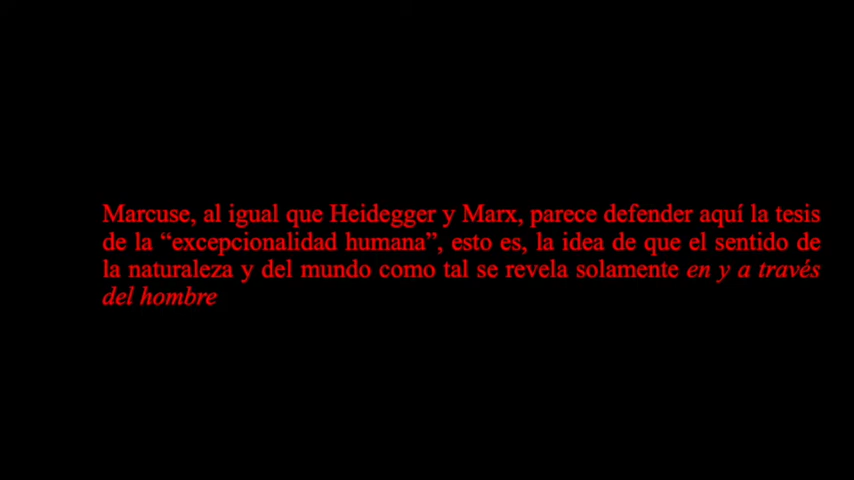 Marcuse, al igual que Heidegger y Marx, parece defender aquí la tesis
de la “excepcionalidad humana”, esto es, la idea de que el sentido de
la naturaleza y del mundo como tal se revela solamente en y a través
del hombre